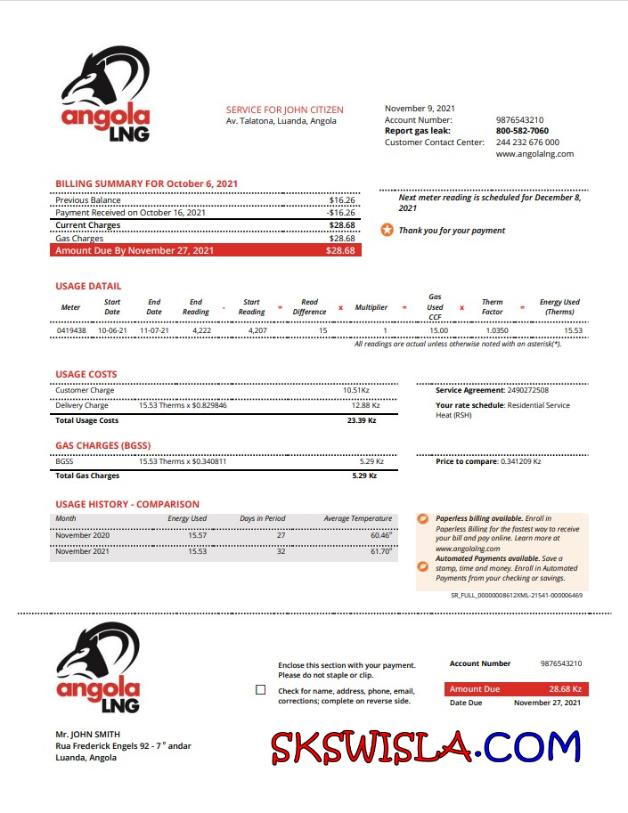 angola
LNG
SERVICE FOR JOHN CITIZEN
Av. Talatona, Luanda, Angola
November 9, 2021
Account Number: 9876543210
Report gas leak: 800-582-7060
Customer Contact Center: 244 232 676 000
www.angolalng.com
BILLING SUMMARY FOR October 6, 2021
Previous Balance $16.26
Payment Received on October 16, 2021 -$16.26
Current Charges $28.68
Gas Charges $28.68
Amount Due By November 27, 2021 $28.68
Next meter reading is scheduled for December 8,
2021
Thank you for your payment
USAGE DATAIL
Meter Start Date End Date End Reading - Start Reading = Read Difference x Multiplier = Gas Used CCF x Therm Factor = Energy Used (Therms)
0419438 10-06-21 11-07-21 4,222 4,207 15 1 15.00 1.0350 15.53
All readings are actual unless otherwise noted with an asterisk(*).
USAGE COSTS
Customer Charge 10.51Kz
Delivery Charge 15.53 Therms x $0.829846 12.88 Kz
Total Usage Costs 23.39 Kz
Service Agreement: 2490272508
Your rate schedule: Residential Service
Heat (RSH)
GAS CHARGES (BGSS)
BGSS 15.53 Therms x $0.340811 5.29 Kz
Total Gas Charges 5.29 Kz
Price to compare: 0.341209 Kz
USAGE HISTORY - COMPARISON
Month Energy Used Days in Period Average Temperature
November 2020 15.57 27 60.46°
November 2021 15.53 32 61.70°
Paperless billing available. Enroll in
Paperless Billing for the fastest way to receive
your bill and pay online. Learn more at
www.angolalng.com
Automated Payments available. Save a
stamp, time and money. Enroll in Automated
Payments from your checking or savings.
SR_FULL_00000008612XML-21541-000006469
angola
LNG
Enclose this section with your payment.
Please do not staple or clip.
Check for name, address, phone, email,
corrections; complete on reverse side.
Account Number 9876543210
Amount Due 28.68 Kz
Date Due November 27, 2021
Mr. JOHN SMITH
Rua Frederick Engels 92 - 7 º andar
Luanda, Angola
SKSWISLA.COM